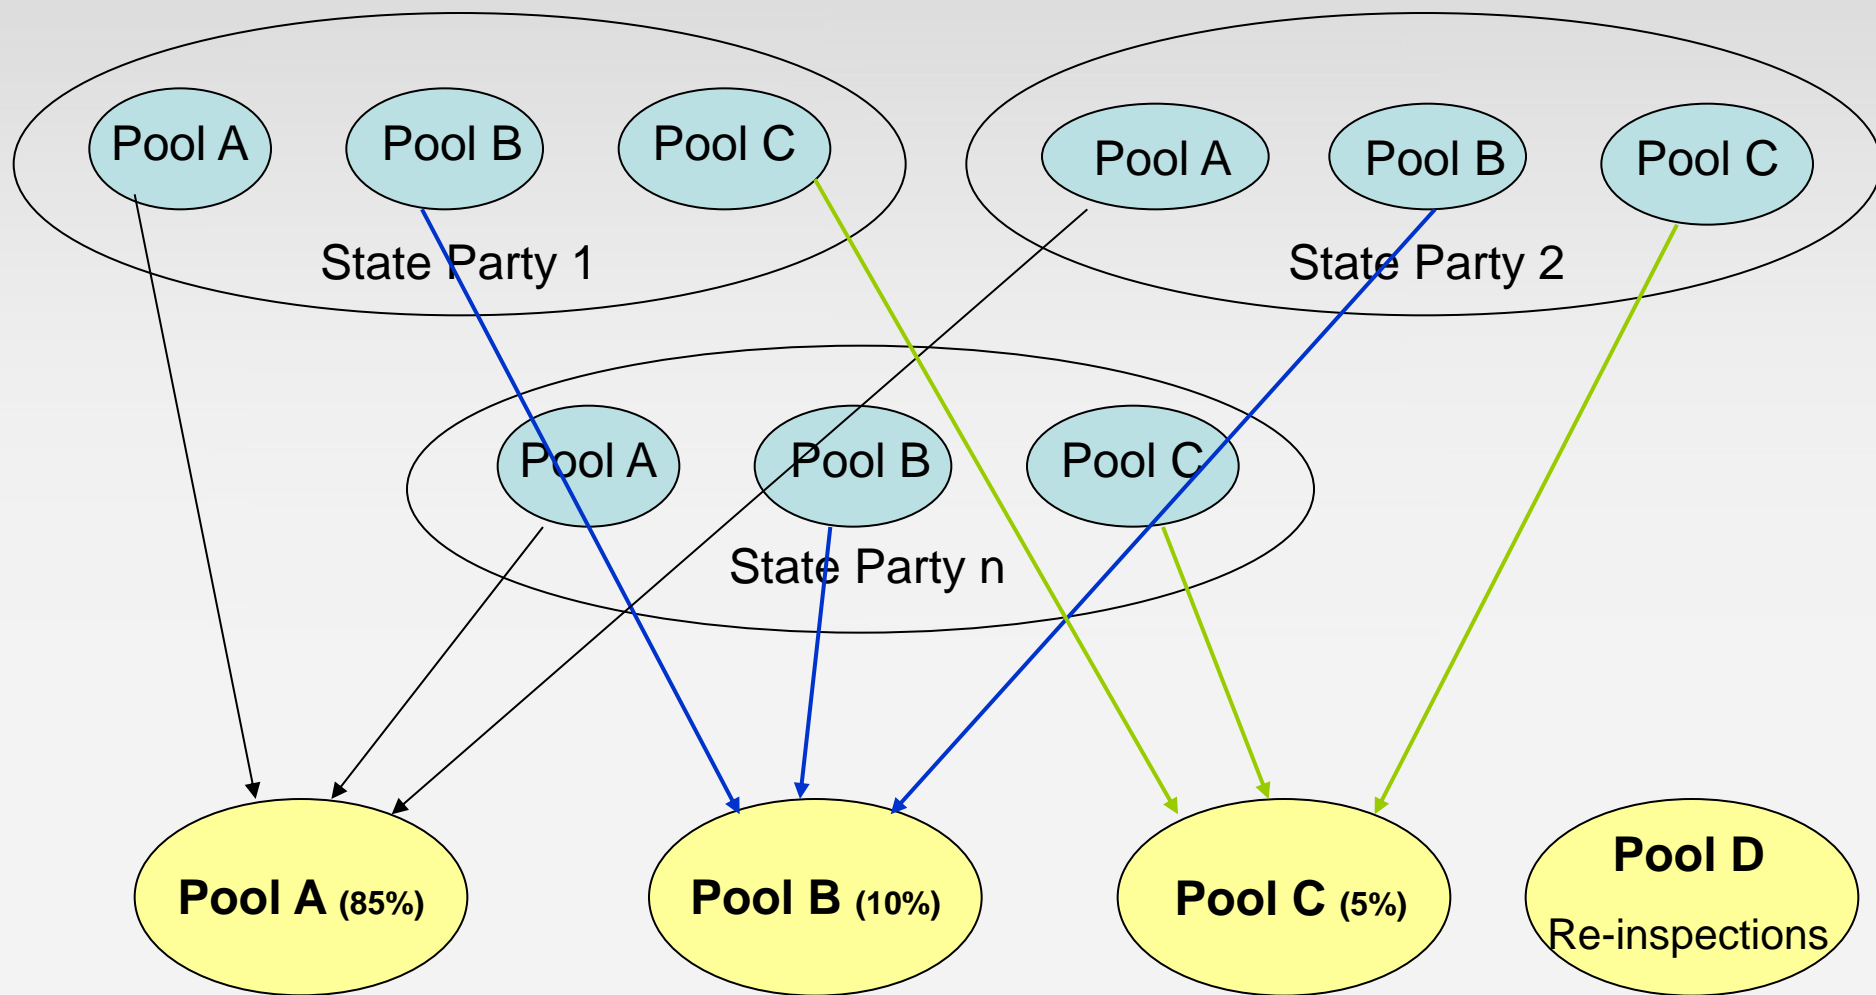 Pool A
Pool B
Pool C
State Party 1
Pool A
Pool B
Pool C
State Party 2
Pool A
Pool B
Pool C
State Party n
Pool A (85%)
Pool B (10%)
Pool C (5%)
Pool D
Re-inspections